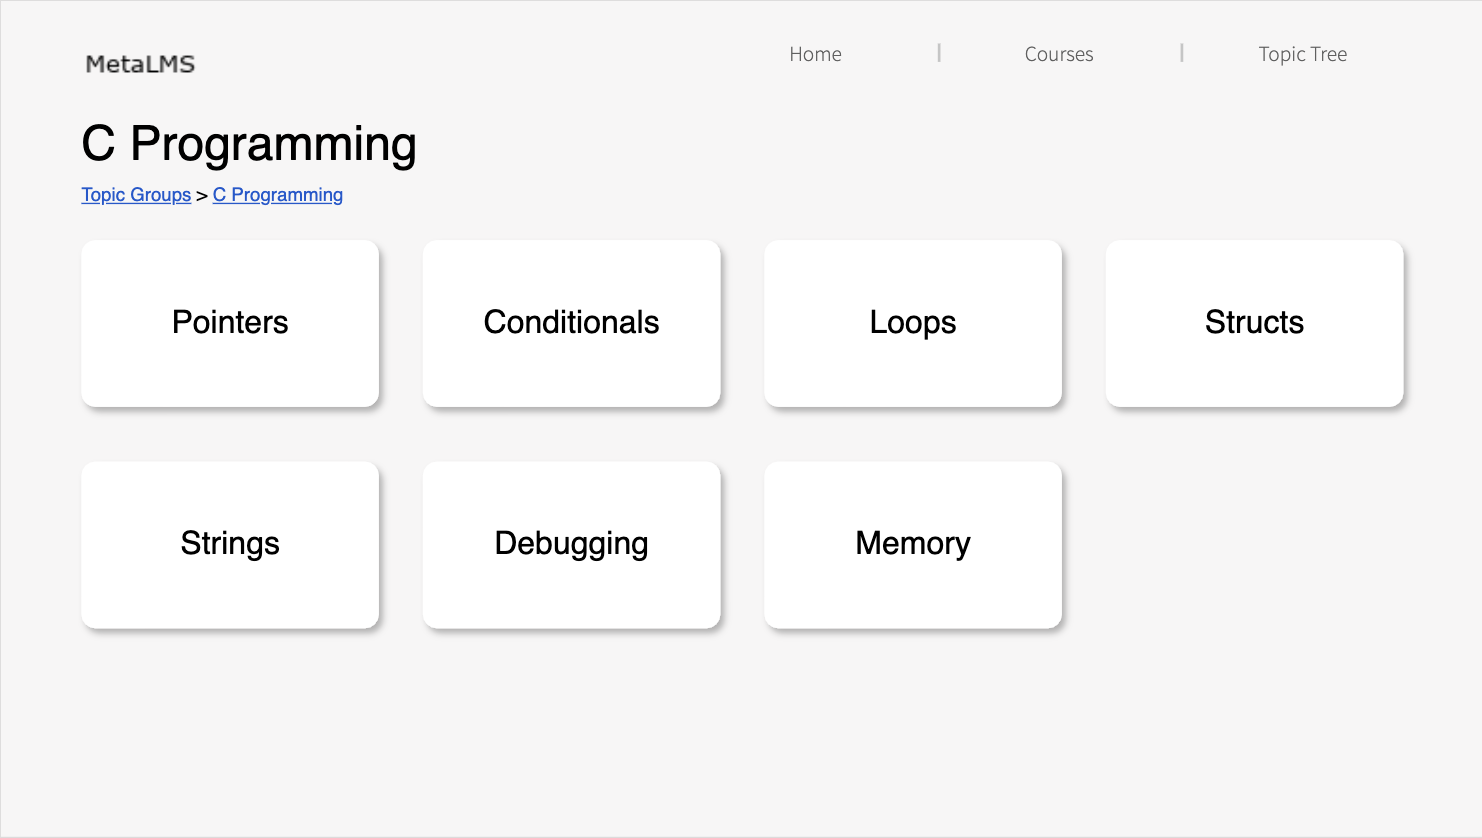 MetaLMS
Home | Courses | Topic Tree
C Programming
Topic Groups > C Programming
Pointers
Conditionals
Loops
Structs
Strings
Debugging
Memory